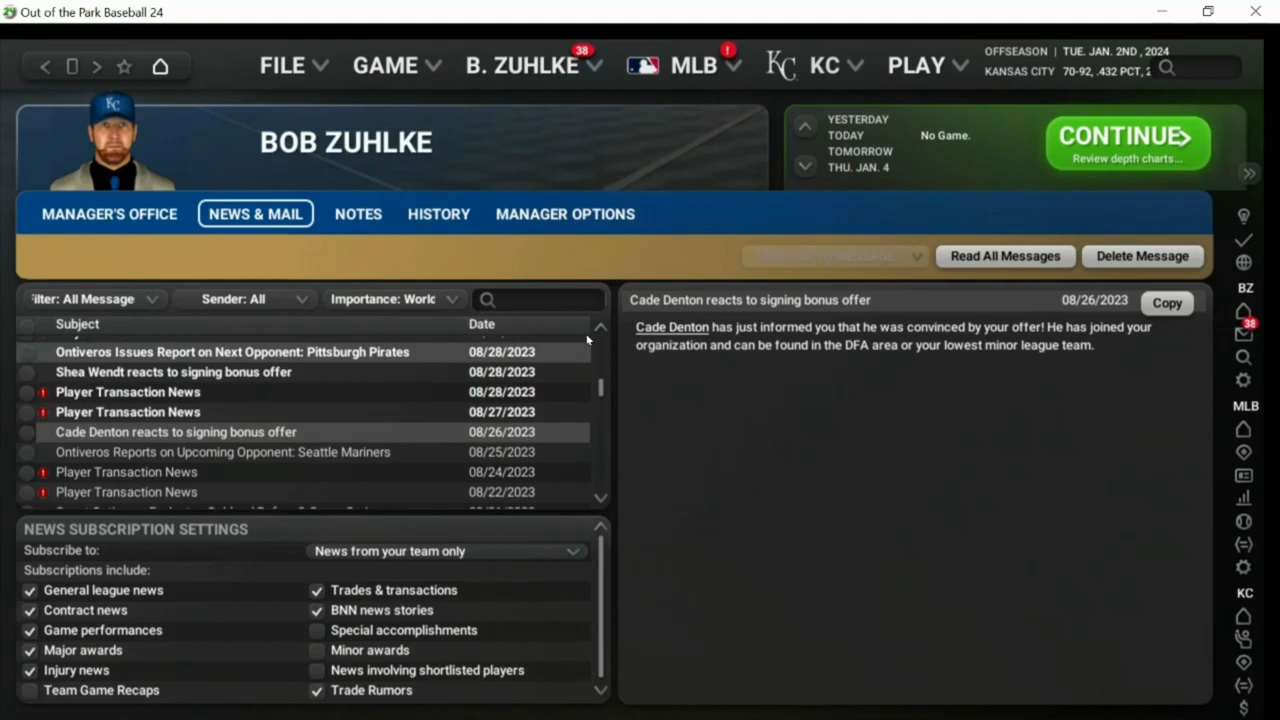 Out of the Park Baseball 24
FILE
GAME
B. ZUHLKE
38
MLB
!
KC
KC
PLAY
OFFSEASON | TUE. JAN. 2ND , 2024
KANSAS CITY 70-92, .432 PCT, 2
KC
BOB ZUHLKE
YESTERDAY
TODAY
TOMORROW
THU. JAN. 4
No Game.
CONTINUE
Review depth charts...
MANAGER'S OFFICE
NEWS & MAIL
NOTES
HISTORY
MANAGER OPTIONS
Read All Messages
Delete Message
ilter: All Message
Sender: All
Importance: World
Subject
Date
Ontiveros Issues Report on Next Opponent: Pittsburgh Pirates 08/28/2023
Shea Wendt reacts to signing bonus offer 08/28/2023
! Player Transaction News 08/28/2023
! Player Transaction News 08/27/2023
Cade Denton reacts to signing bonus offer 08/26/2023
Ontiveros Reports on Upcoming Opponent: Seattle Mariners 08/25/2023
! Player Transaction News 08/24/2023
! Player Transaction News 08/22/2023
Cade Denton reacts to signing bonus offer 08/26/2023
Copy
Cade Denton has just informed you that he was convinced by your offer! He has joined your
organization and can be found in the DFA area or your lowest minor league team.
NEWS SUBSCRIPTION SETTINGS
Subscribe to: News from your team only
Subscriptions include:
General league news
Trades & transactions
Contract news
BNN news stories
Game performances
Special accomplishments
Major awards
Minor awards
Injury news
News involving shortlisted players
Team Game Recaps
Trade Rumors
BZ
38
MLB
KC
$